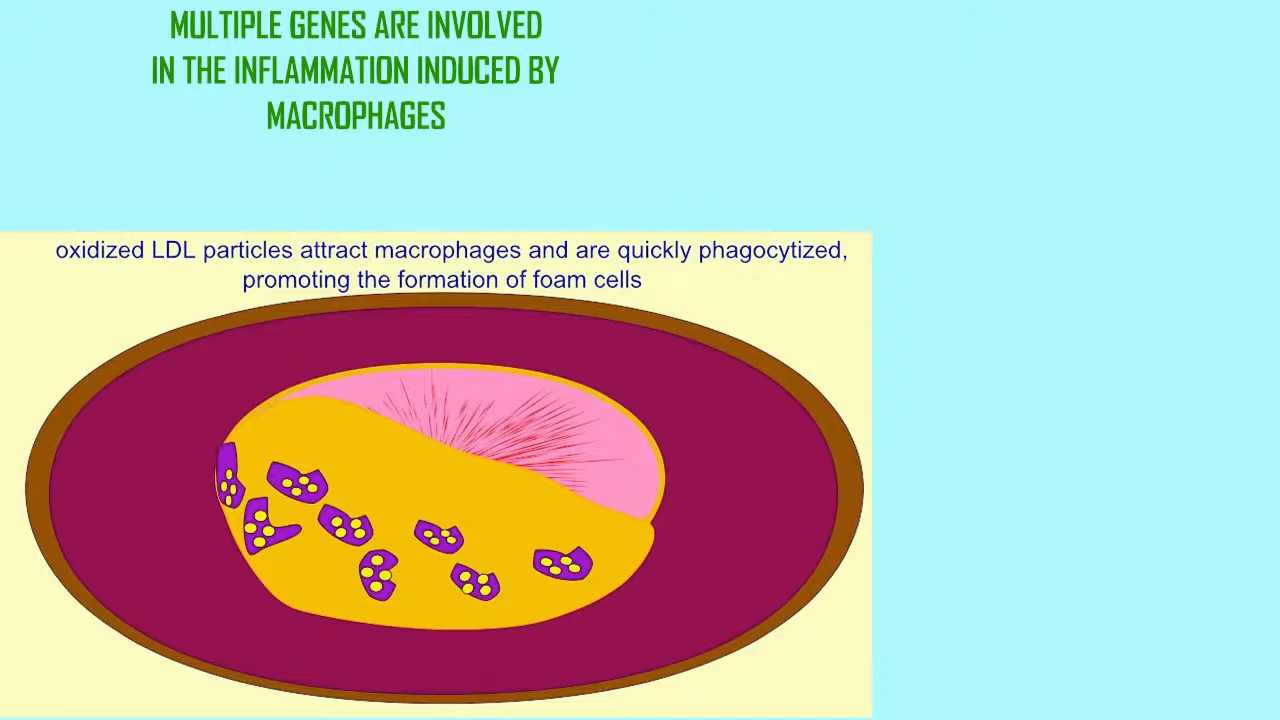 MULTIPLE GENES ARE INVOLVED
IN THE INFLAMMATION INDUCED BY
MACROPHAGES
oxidized LDL particles attract macrophages and are quickly phagocytized,
promoting the formation of foam cells